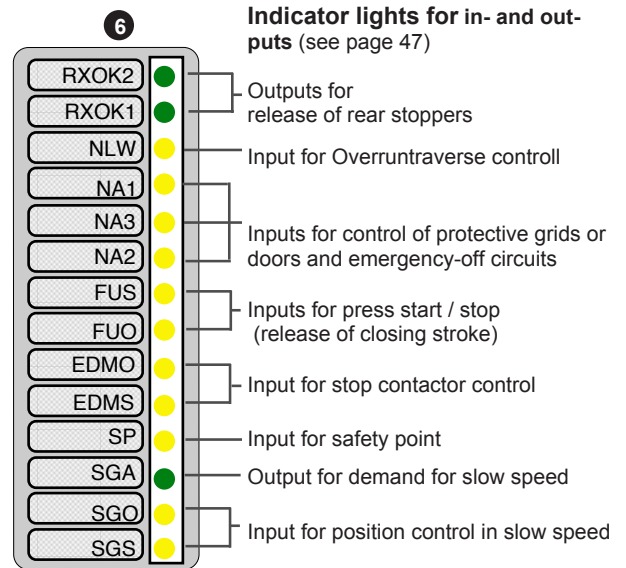 6
Indicator lights for in- and out-
puts (see page 47)
RXOK2
RXOK1
Outputs for
release of rear stoppers
NLW
Input for Overruntraverse controll
NA1
NA3
NA2
Inputs for control of protective grids or
doors and emergency-off circuits
FUS
FUO
Inputs for press start / stop
(release of closing stroke)
EDMO
EDMS
Input for stop contactor control
SP
Input for safety point
SGA
Output for demand for slow speed
SGO
SGS
Input for position control in slow speed